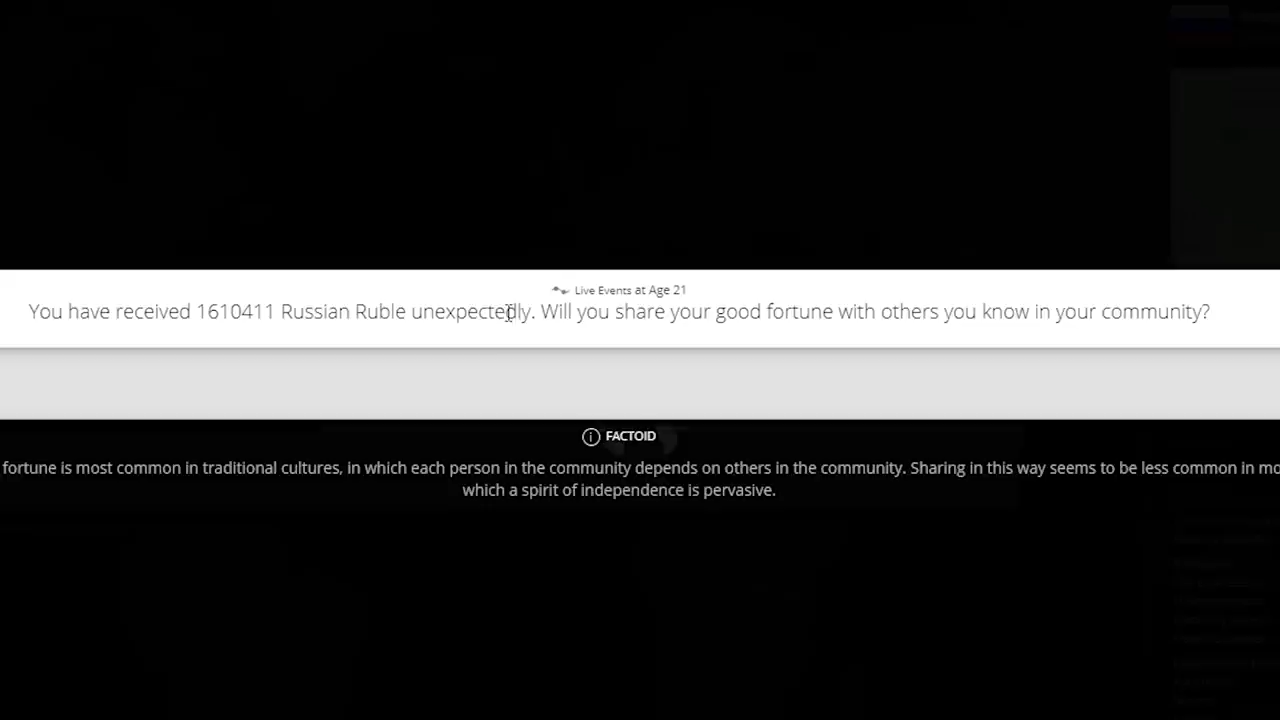 Live Events at Age 21
You have received 1610411 Russian Ruble unexpectedly. Will you share your good fortune with others you know in your community?
FACTOID
fortune is most common in traditional cultures, in which each person in the community depends on others in the community. Sharing in this way seems to be less common in
which a spirit of independence is pervasive.